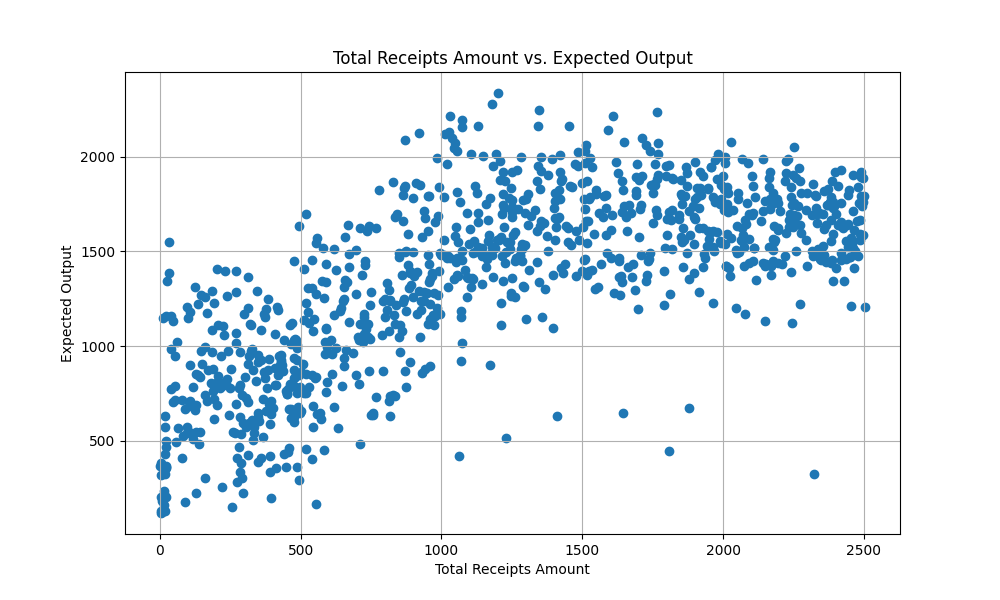 Total Receipts Amount vs. Expected Output
Expected Output
2000
1500
1000
500
0 500 1000 1500 2000 2500
Total Receipts Amount